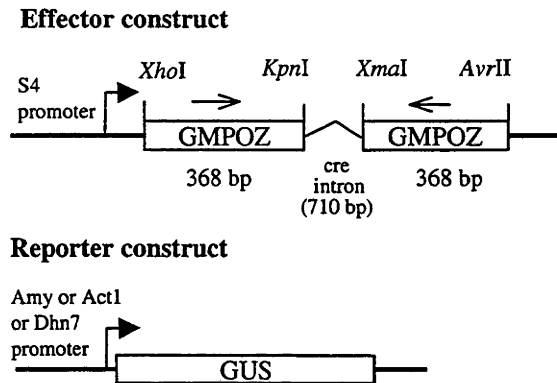 Effector construct
XhoI KpnI XmaI AvrII
S4
promoter
GMPOZ GMPOZ
368 bp cre 368 bp
intron
(710 bp)
Reporter construct
Amy or Act1
or Dhn7
promoter
GUS